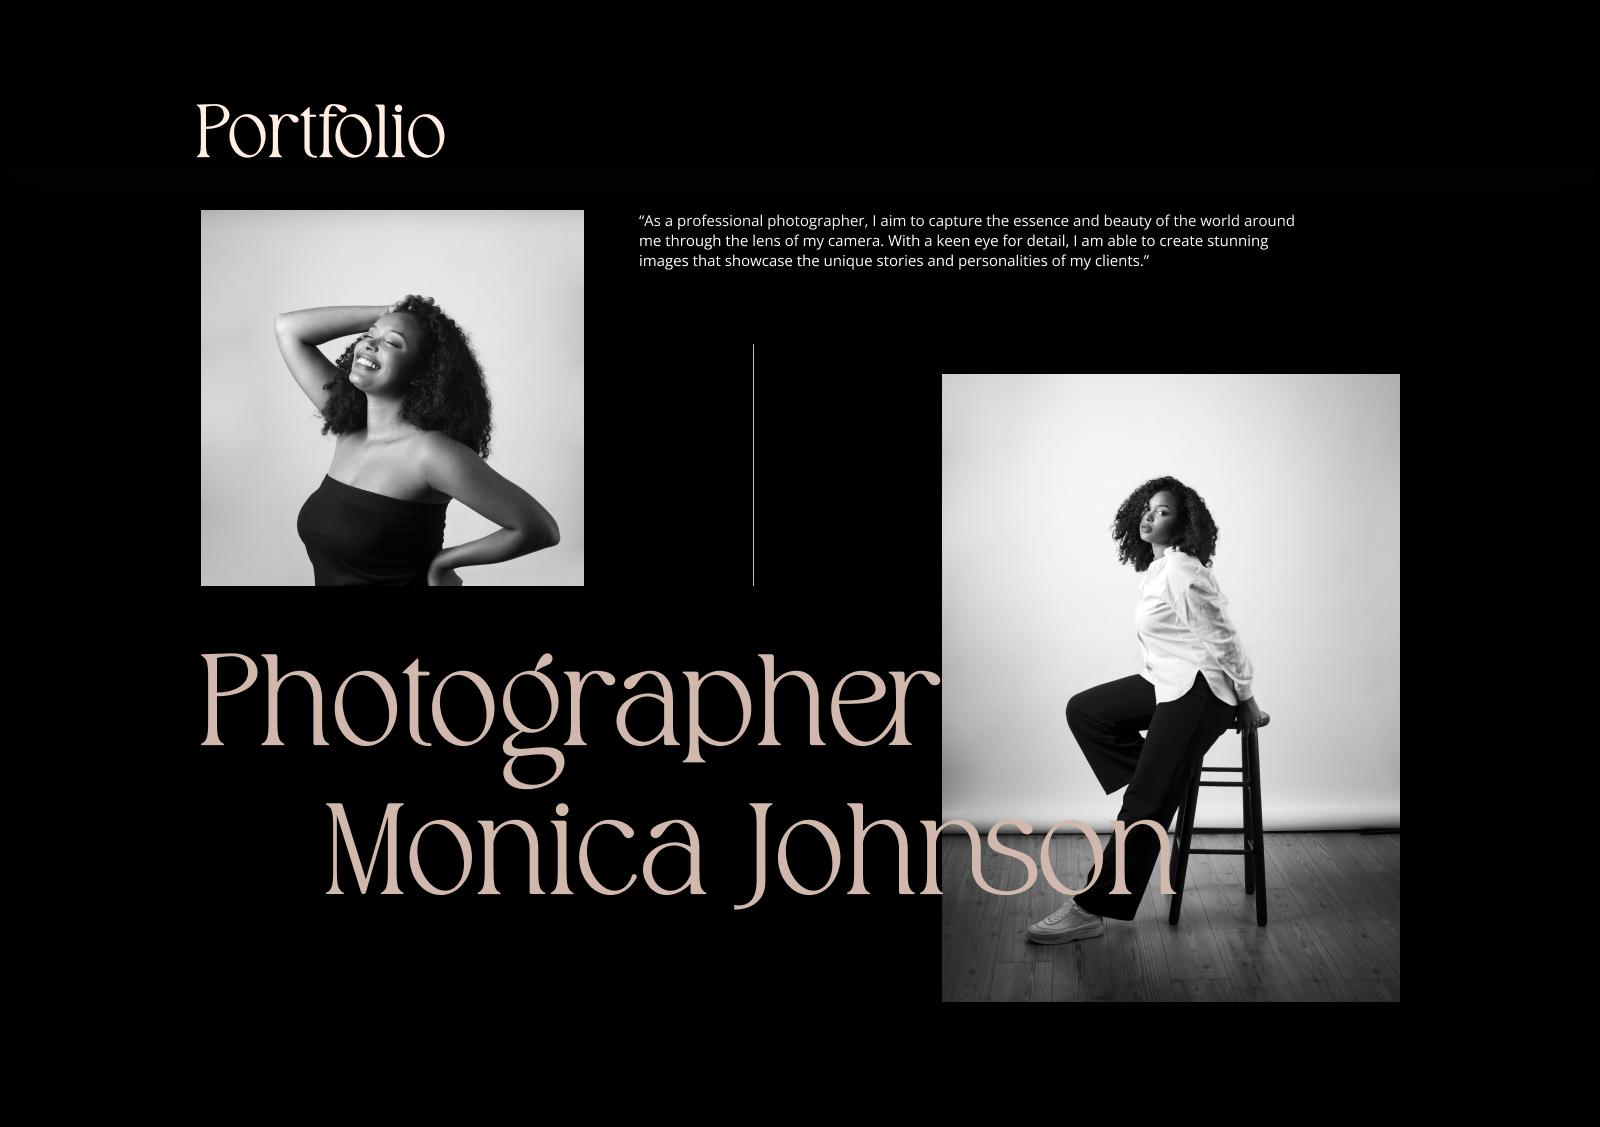 Portfolio
“As a professional photographer, I aim to capture the essence and beauty of the world around
me through the lens of my camera. With a keen eye for detail, I am able to create stunning
images that showcase the unique stories and personalities of my clients.”
Photographer
Monica Johnson